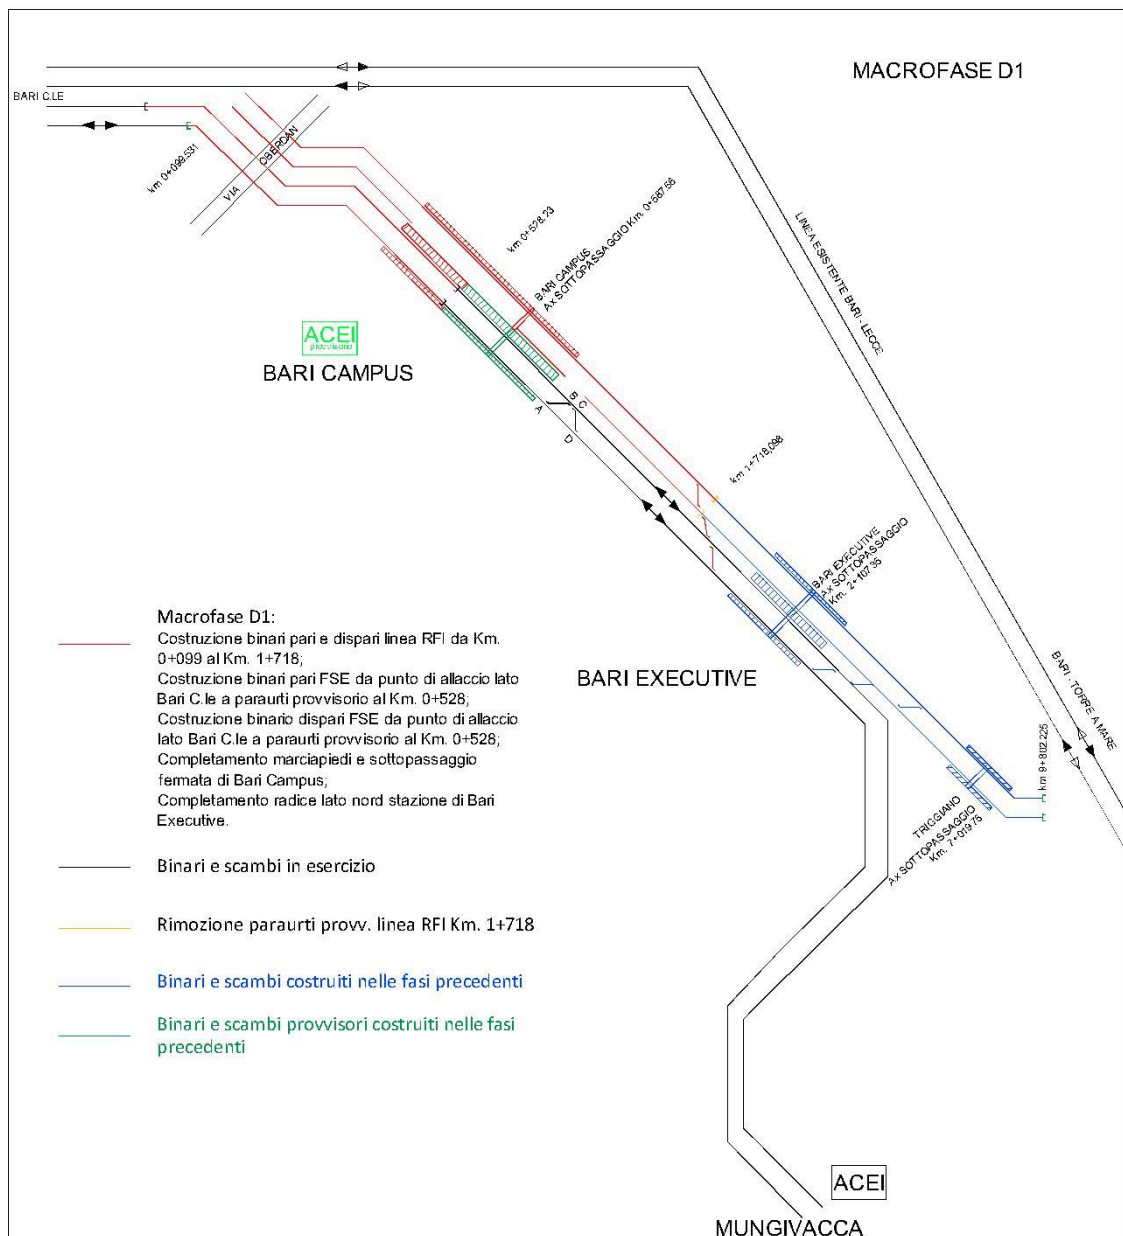 MACROFASE D1
BARI C.LE
km 0+099.531
VIA OBERDAN
km 0+528.23
BARI CAMPUS
Ax SOTTOPASSAGGIO Km. 0+567.56
LINEA ESISTENTE BARI - LECCE
ACEI
provvisorio
BARI CAMPUS
A
D
B C
km 1+718,098
BARI EXECUTIVE
Ax SOTTOPASSAGGIO
Km. 2+107.35
BARI EXECUTIVE
BARI - TORRE A MARE
km 9+802.225
TRIGGIANO
Ax SOTTOPASSAGGIO
Km. 7+019.75
Macrofase D1:
Costruzione binari pari e dispari linea RFI da Km.
0+099 al Km. 1+718;
Costruzione binari pari FSE da punto di allaccio lato
Bari C.le a paraurti provvisorio al Km. 0+528;
Costruzione binario dispari FSE da punto di allaccio
lato Bari C.le a paraurti provvisorio al Km. 0+528;
Completamento marciapiedi e sottopassaggio
fermata di Bari Campus;
Completamento radice lato nord stazione di Bari
Executive.
Binari e scambi in esercizio
Rimozione paraurti provv. linea RFI Km. 1+718
Binari e scambi costruiti nelle fasi precedenti
Binari e scambi provvisori costruiti nelle fasi
precedenti
ACEI
MUNGIVACCA